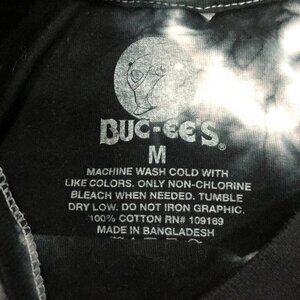 BUC-EE'S®
M
MACHINE WASH COLD WITH
LIKE COLORS. ONLY NON-CHLORINE
BLEACH WHEN NEEDED. TUMBLE
DRY LOW. DO NOT IRON GRAPHIC.
100% COTTON RN# 109169
MADE IN BANGLADESH